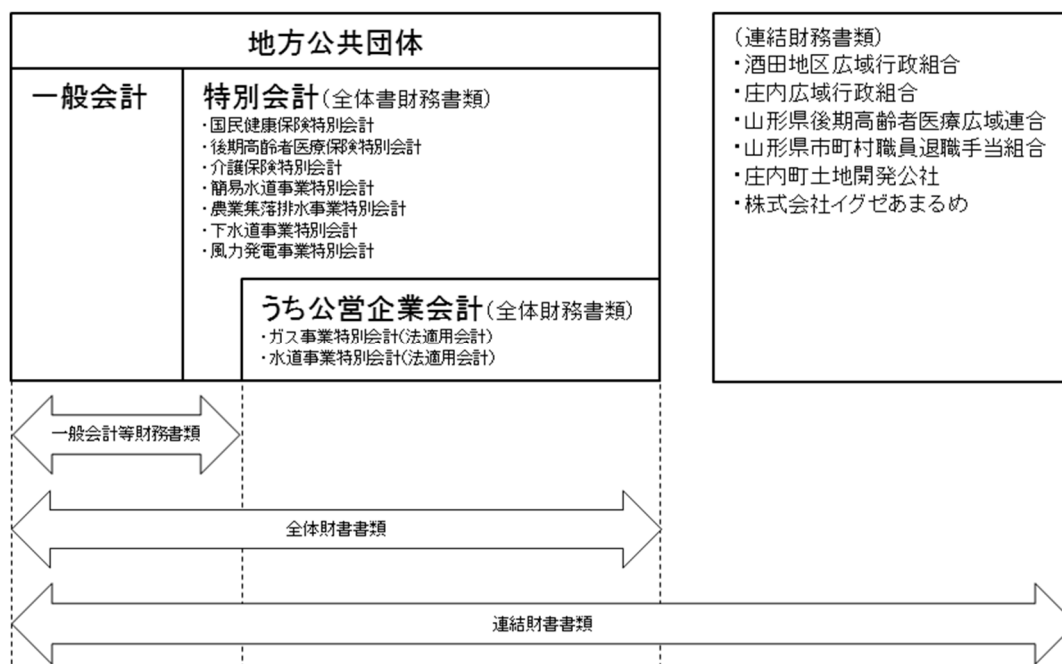 地方公共団体
一般会計
特別会計(全体書財務書類)
・国民健康保険特別会計
・後期高齢者医療保険特別会計
・介護保険特別会計
・簡易水道事業特別会計
・農業集落排水事業特別会計
・下水道事業特別会計
・風力発電事業特別会計
うち公営企業会計(全体財務書類)
・ガス事業特別会計(法適用会計)
・水道事業特別会計(法適用会計)
(連結財務書類)
・酒田地区広域行政組合
・庄内広域行政組合
・山形県後期高齢者医療広域連合
・山形県市町村職員退職手当組合
・庄内町土地開発公社
・株式会社イグゼあまるめ
一般会計等財務書類
全体財書書類
連結財書書類